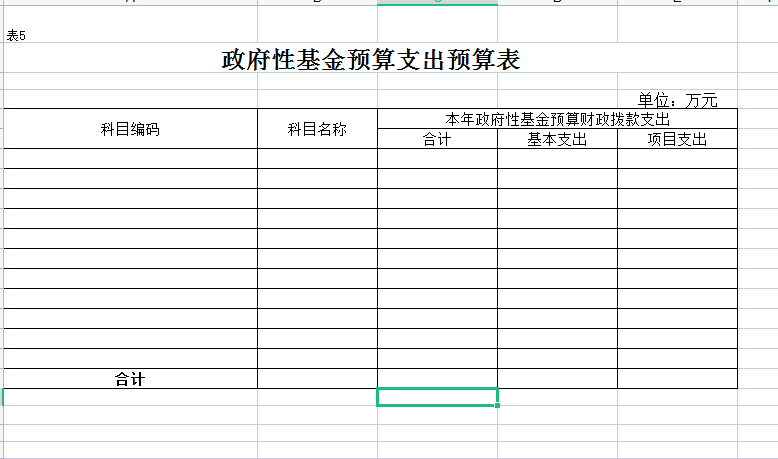 表5
政府性基金预算支出预算表
单位：万元
科目编码 科目名称 本年政府性基金预算财政拨款支出
合计 基本支出 项目支出
合计